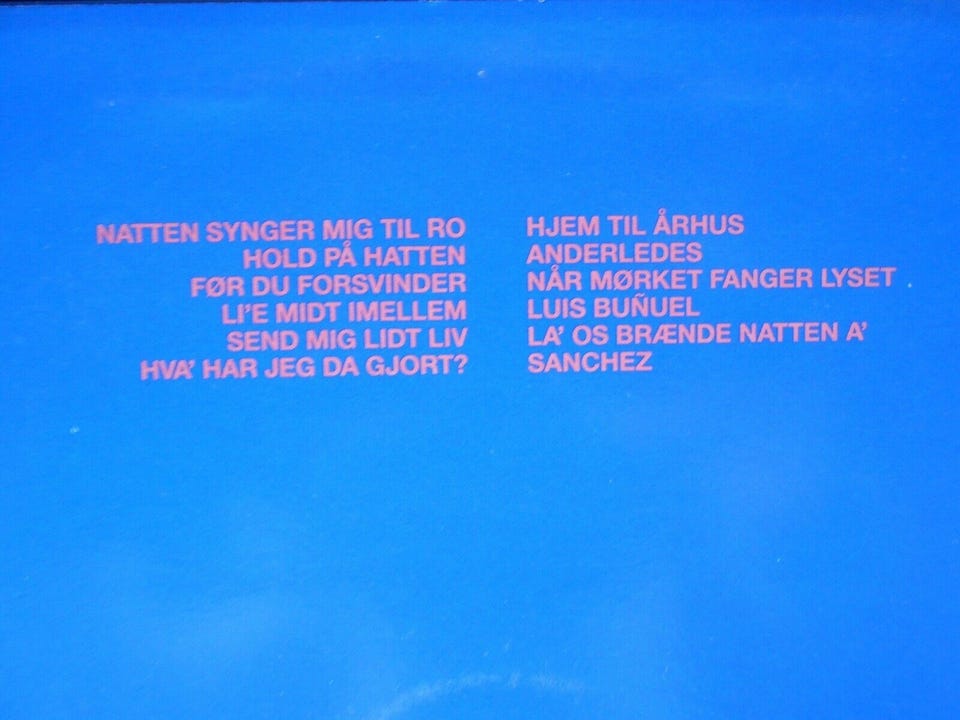 NATTEN SYNGER MIG TIL RO
HOLD PÅ HATTEN
FØR DU FORSVINDER
LI'E MIDT IMELLEM
SEND MIG LIDT LIV
HVA' HAR JEG DA GJORT?
HJEM TIL ÅRHUS
ANDERLEDES
NÅR MØRKET FANGER LYSET
LUIS BUÑUEL
LA' OS BRÆNDE NATTEN A'
SANCHEZ